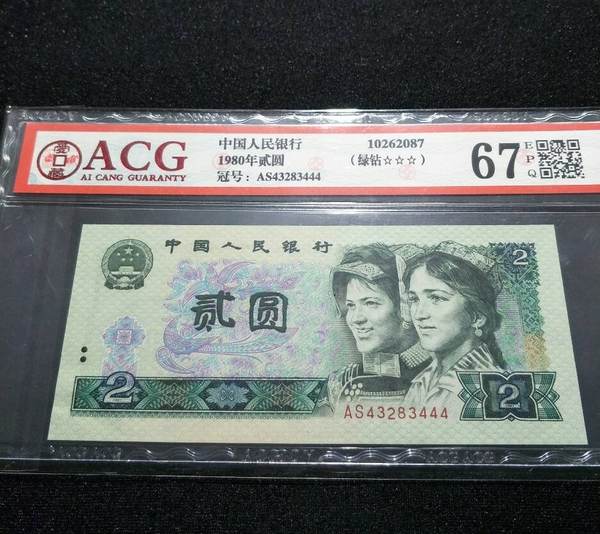 ACG
AI CANG GUARANTY
中国人民银行
1980年贰圆
冠号: AS43283444
10262087
(绿钻☆☆☆)
67
EPQ
中国人民银行
贰圆
2
2
2
AS43283444